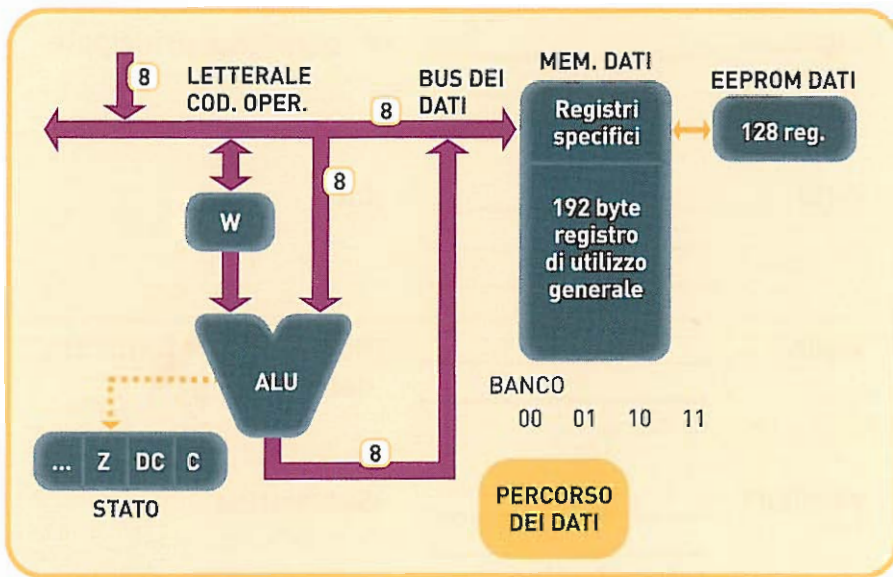 8
LETTERALE
COD. OPER.
BUS DEI
DATI
8
MEM. DATI
Registri
specifici
192 byte
registro
di utilizzo
generale
EEPROM DATI
128 reg.
W
8
ALU
8
... Z DC C
STATO
BANCO
00 01 10 11
PERCORSO
DEI DATI